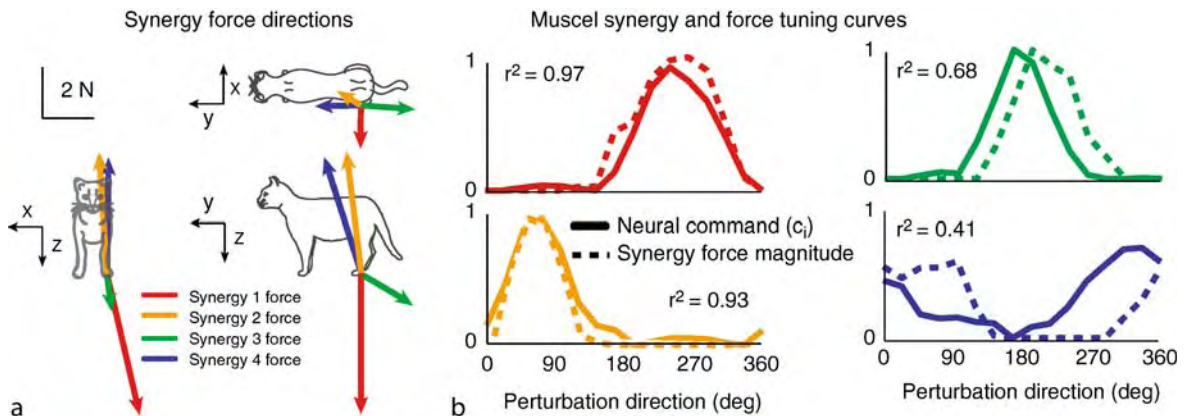 Synergy force directions
2 N
x
y
x
z
y
z
Synergy 1 force
Synergy 2 force
Synergy 3 force
Synergy 4 force
a
Muscel synergy and force tuning curves
1
r² = 0.97
0
1
r² = 0.68
0
1
Neural command (cᵢ)
Synergy force magnitude
r² = 0.93
0
0 90 180 270 360
Perturbation direction (deg)
1
r² = 0.41
0
0 90 180 270 360
Perturbation direction (deg)
b